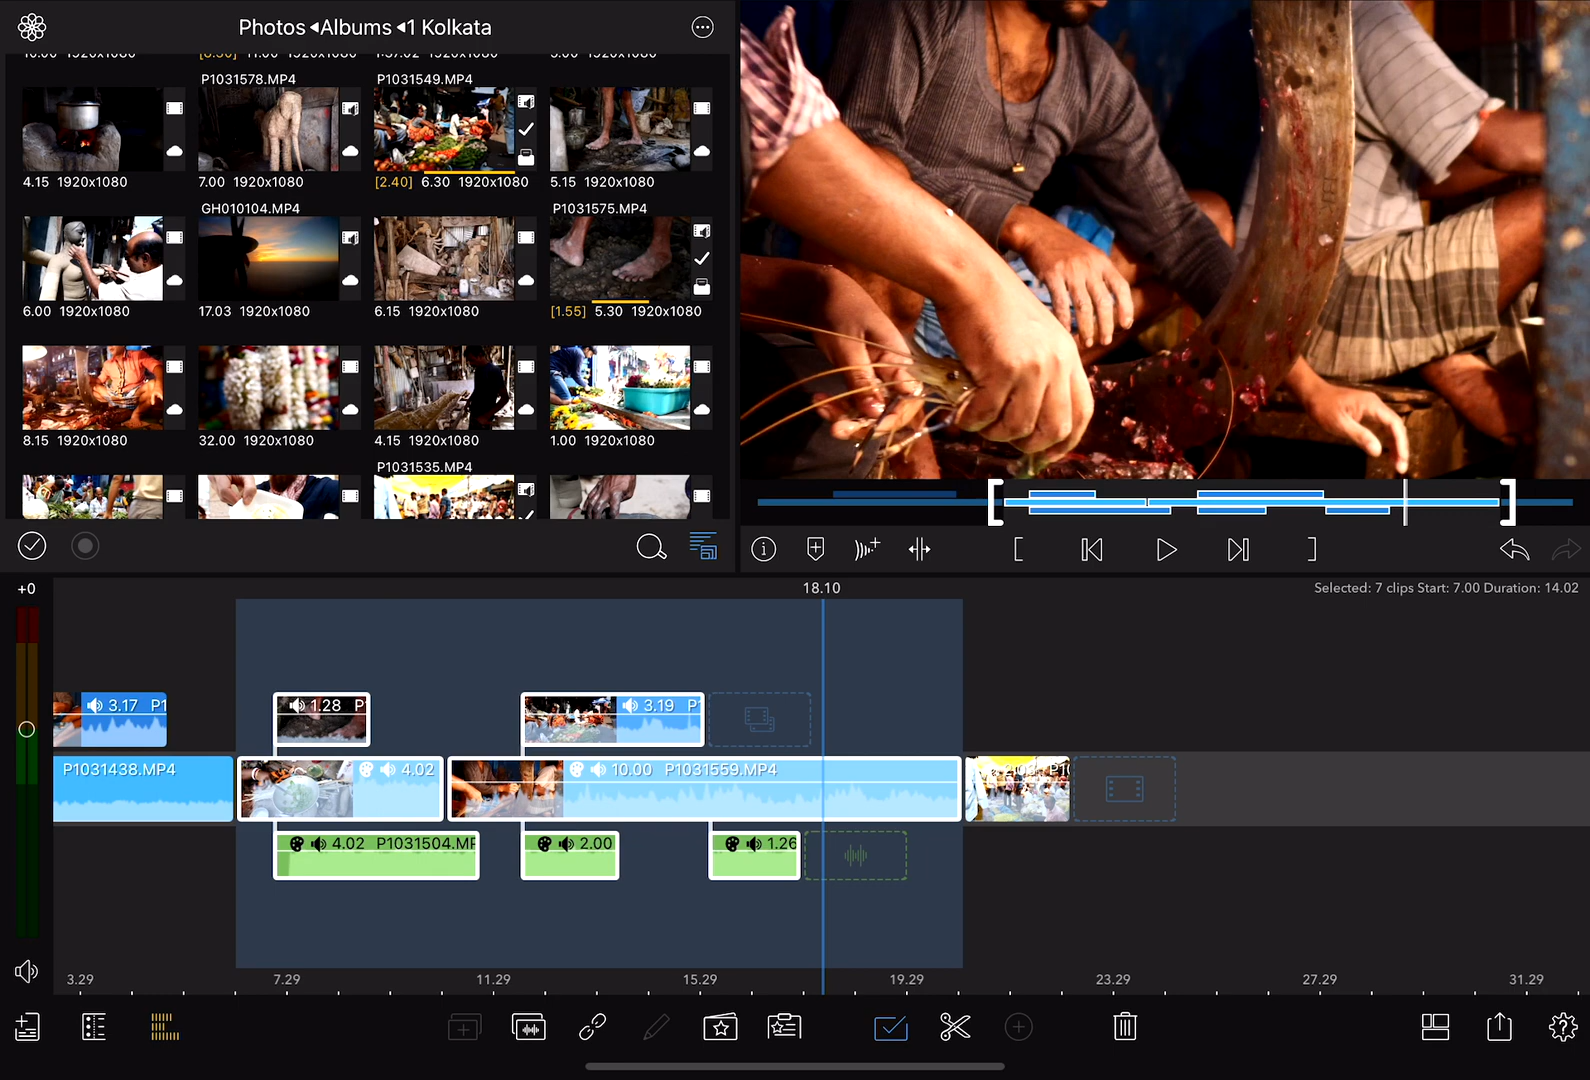 Photos ◂Albums ◂1 Kolkata
P1031578.MP4
P1031549.MP4
4.15 1920x1080
7.00 1920x1080
[2.40] 6.30 1920x1080
5.15 1920x1080
GH010104.MP4
P1031575.MP4
6.00 1920x1080
17.03 1920x1080
6.15 1920x1080
[1.55] 5.30 1920x1080
8.15 1920x1080
32.00 1920x1080
4.15 1920x1080
1.00 1920x1080
P1031535.MP4
+0
18.10
Selected: 7 clips Start: 7.00 Duration: 14.02
3.17 P1
1.28 P
3.19 P
P1031438.MP4
4.02
10.00 P1031559.MP4
4.02 P1031504.MP
2.00
1.26
3.29
7.29
11.29
15.29
19.29
23.29
27.29
31.29